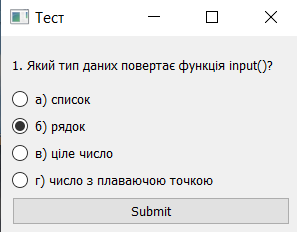 Тест
1. Який тип даних повертає функція input()?
а) список
б) рядок
в) ціле число
г) число з плаваючою точкою
Submit